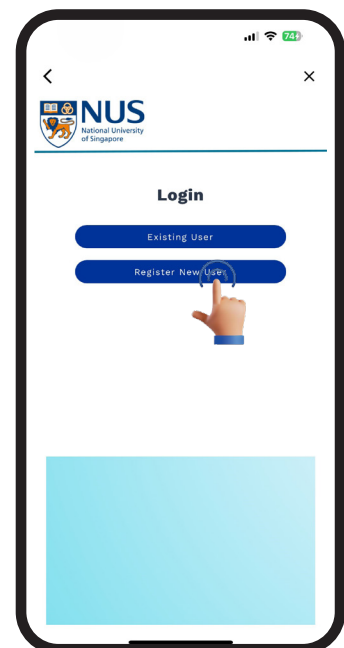 74
NUS
National University
of Singapore
Login
Existing User
Register New User